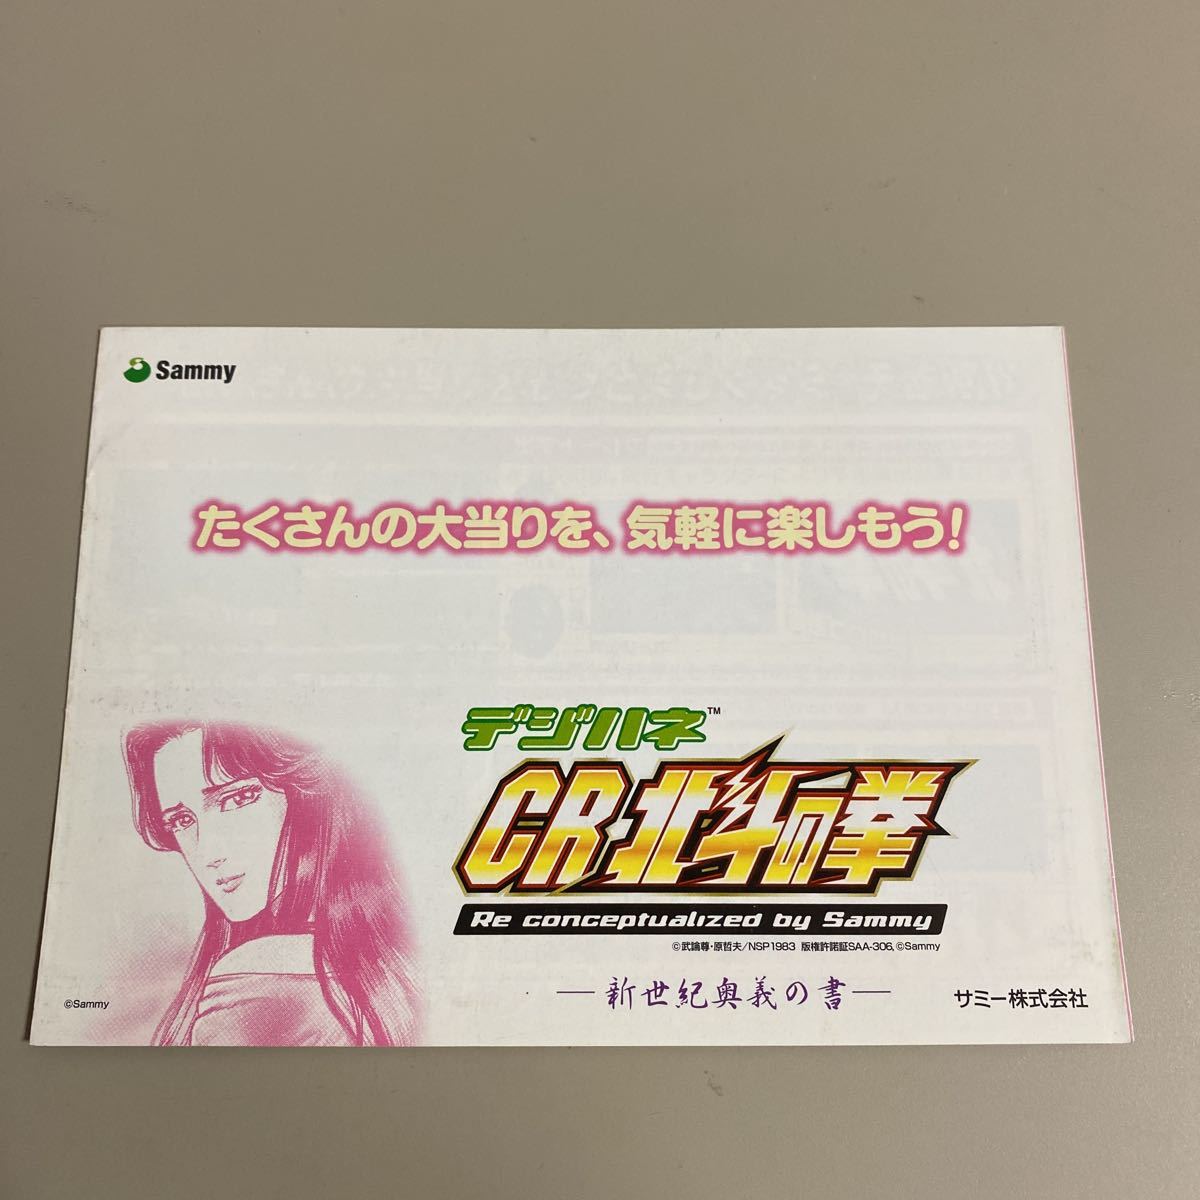 Sammy
たくさんの大当りを、気軽に楽しもう!
デジハネ™
CR北斗の拳
Re conceptualized by Sammy
©武論尊・原哲夫/NSP1983 版権許諾証SAA-306, ©Sammy
―新世紀奥義の書―
©Sammy
サミー株式会社